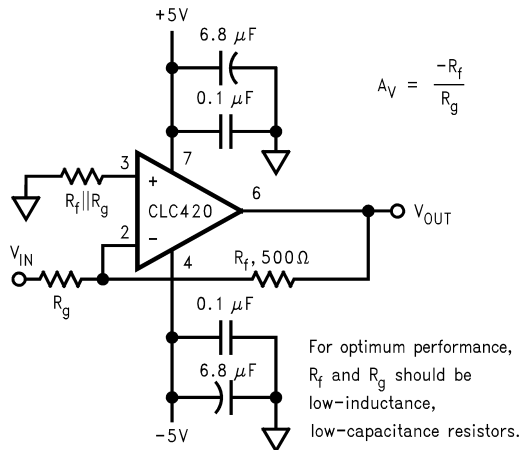 +5V
6.8 μF
0.1 μF
A_V = -R_f / R_g
3
7
+
R_f||R_g
CLC420
6
V_OUT
2
-
V_IN
4
R_f, 500Ω
R_g
0.1 μF
6.8 μF
-5V
For optimum performance,
R_f and R_g should be
low-inductance,
low-capacitance resistors.